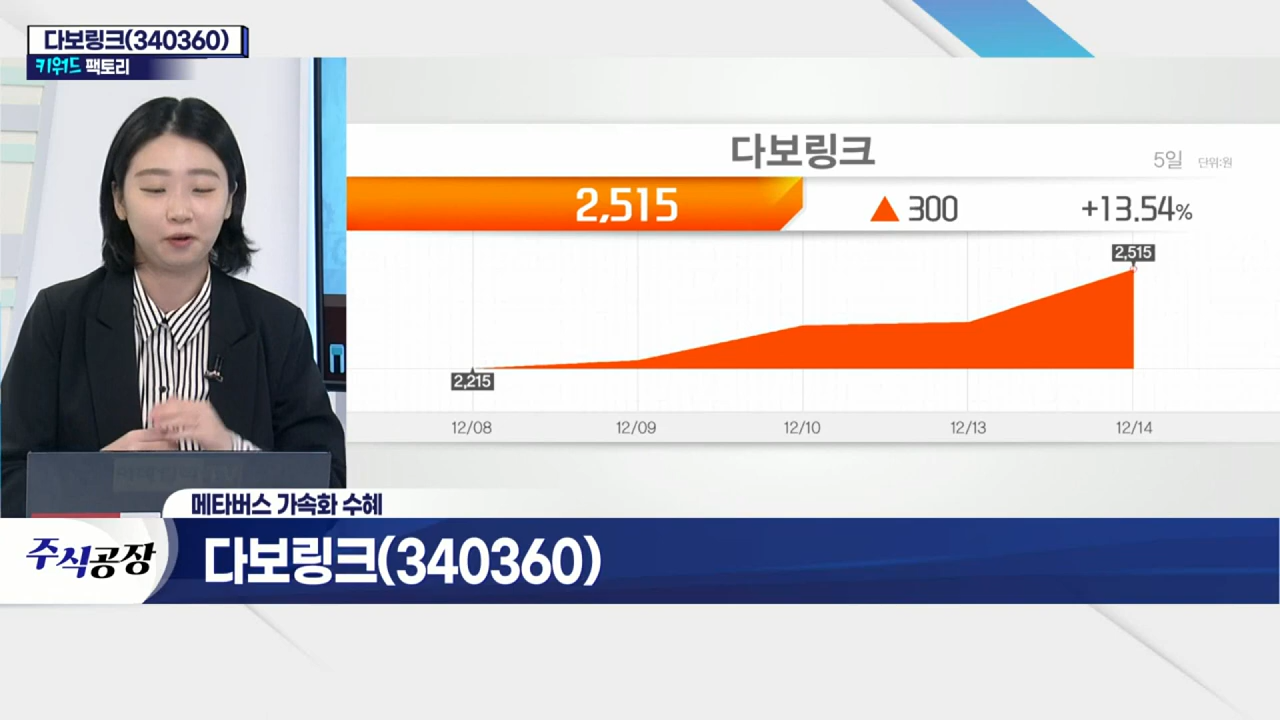 다보링크(340360)
키워드 팩토리
다보링크
5일 단위:원
2,515 ▲ 300 +13.54%
2,515
2,215
12/08 12/09 12/10 12/13 12/14
메타버스 가속화 수혜
주식공장
다보링크(340360)